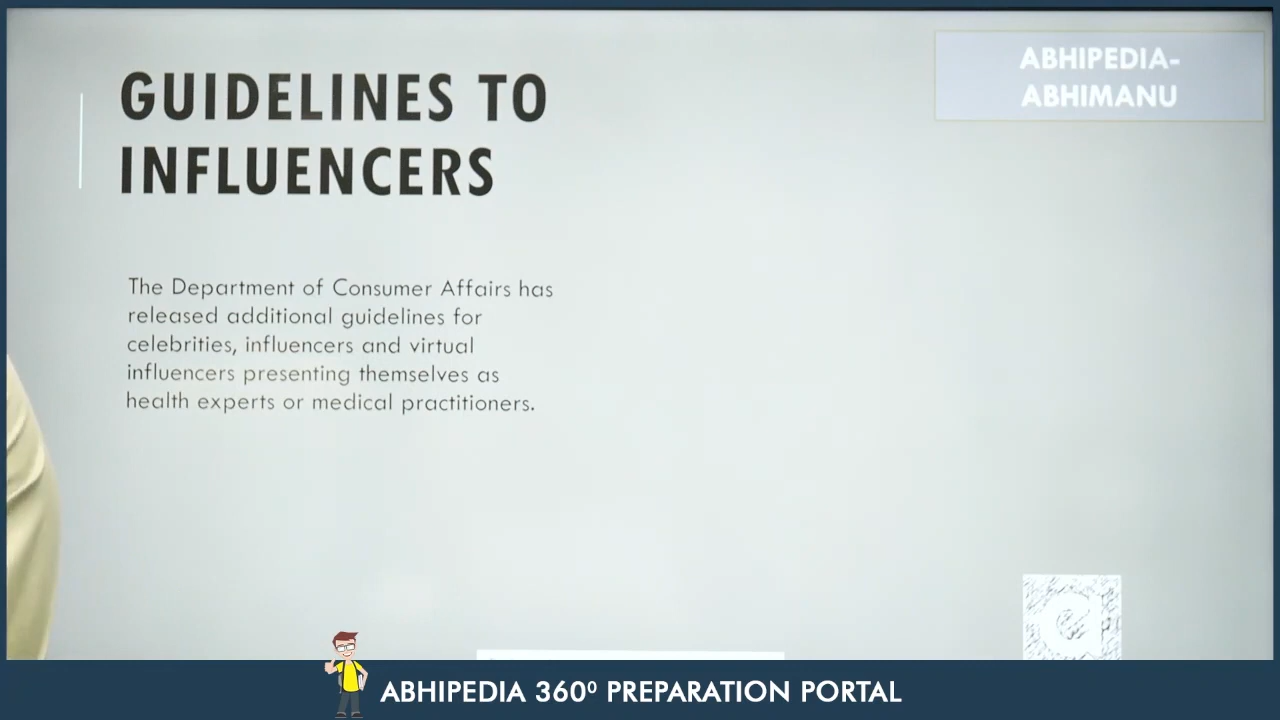 GUIDELINES TO
INFLUENCERS
ABHIPEDIA-
ABHIMANU
The Department of Consumer Affairs has
released additional guidelines for
celebrities, influencers and virtual
influencers presenting themselves as
health experts or medical practitioners.
ABHIPEDIA 360⁰ PREPARATION PORTAL